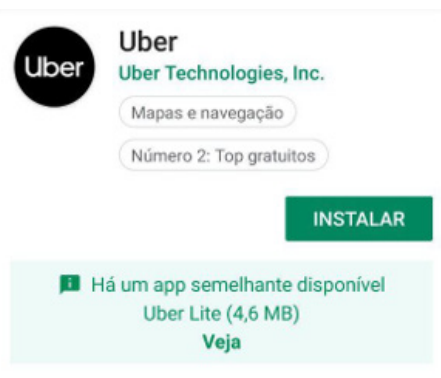 Uber
Uber
Uber Technologies, Inc.
Mapas e navegação
Número 2: Top gratuitos
INSTALAR
Há um app semelhante disponível
Uber Lite (4,6 MB)
Veja